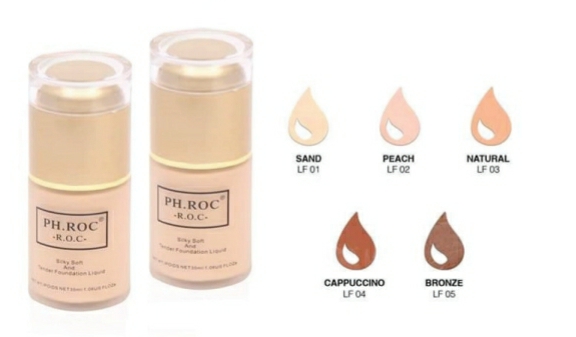 PH.ROC®
-R.O.C-
Silky Soft
And
Tender Foundation Liquid
PH.ROC®
-R.O.C-
Silky Soft
And
Tender Foundation Liquid
SAND
LF 01
PEACH
LF 02
NATURAL
LF 03
CAPPUCCINO
LF 04
BRONZE
LF 05